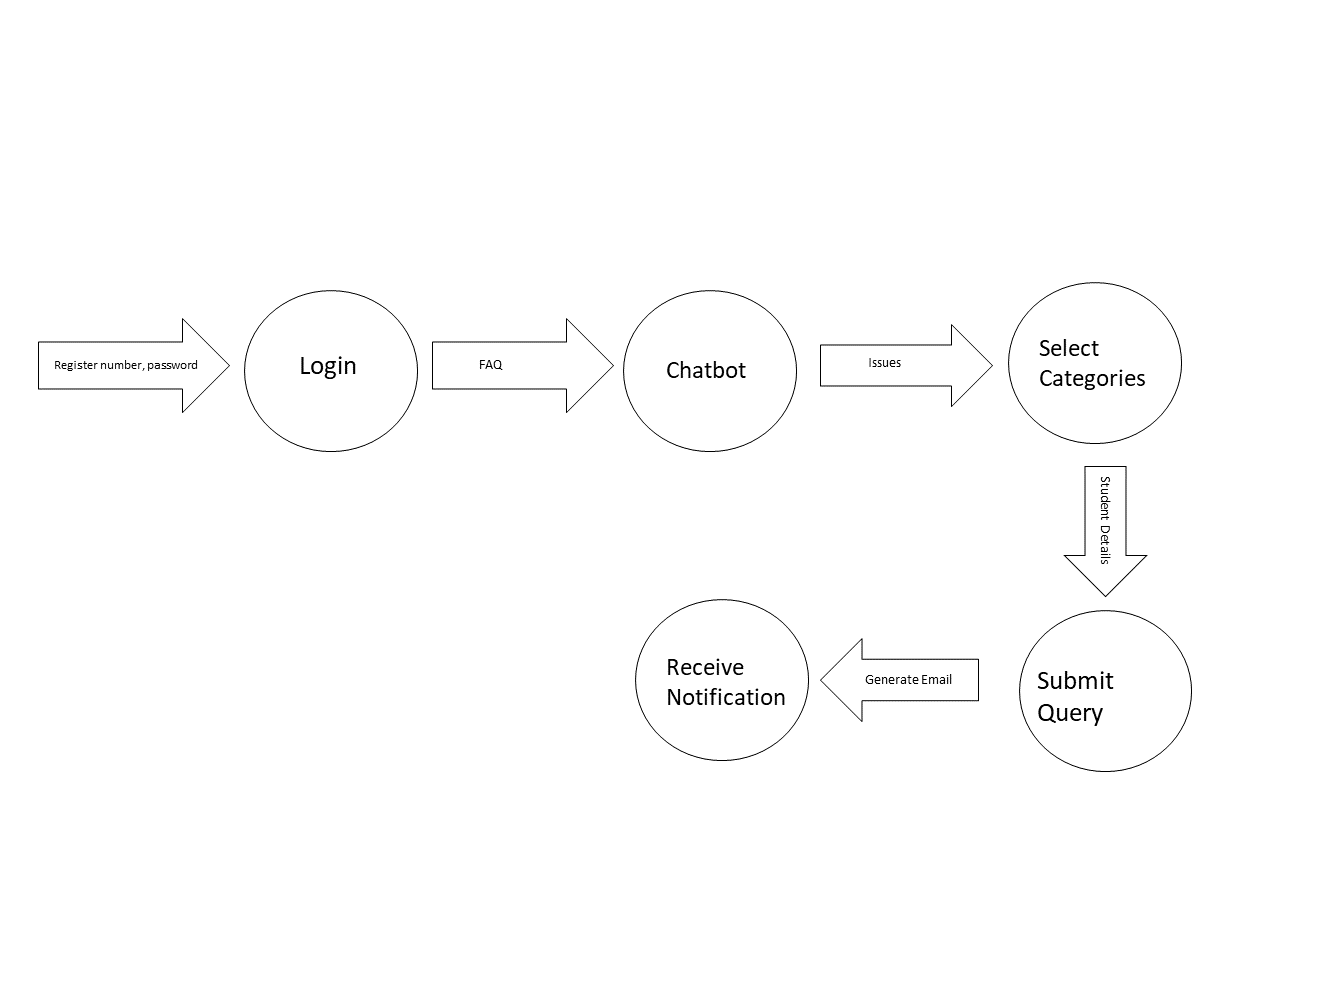 Register number, password
Login
FAQ
Chatbot
Issues
Select
Categories
Student Details
Submit
Query
Generate Email
Receive
Notification